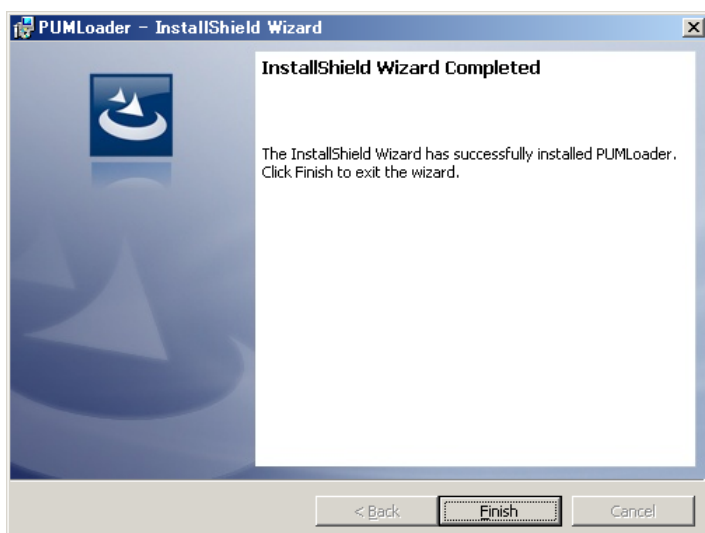 PUMLoader - InstallShield Wizard
InstallShield Wizard Completed
The InstallShield Wizard has successfully installed PUMLoader.
Click Finish to exit the wizard.
< Back
Finish
Cancel